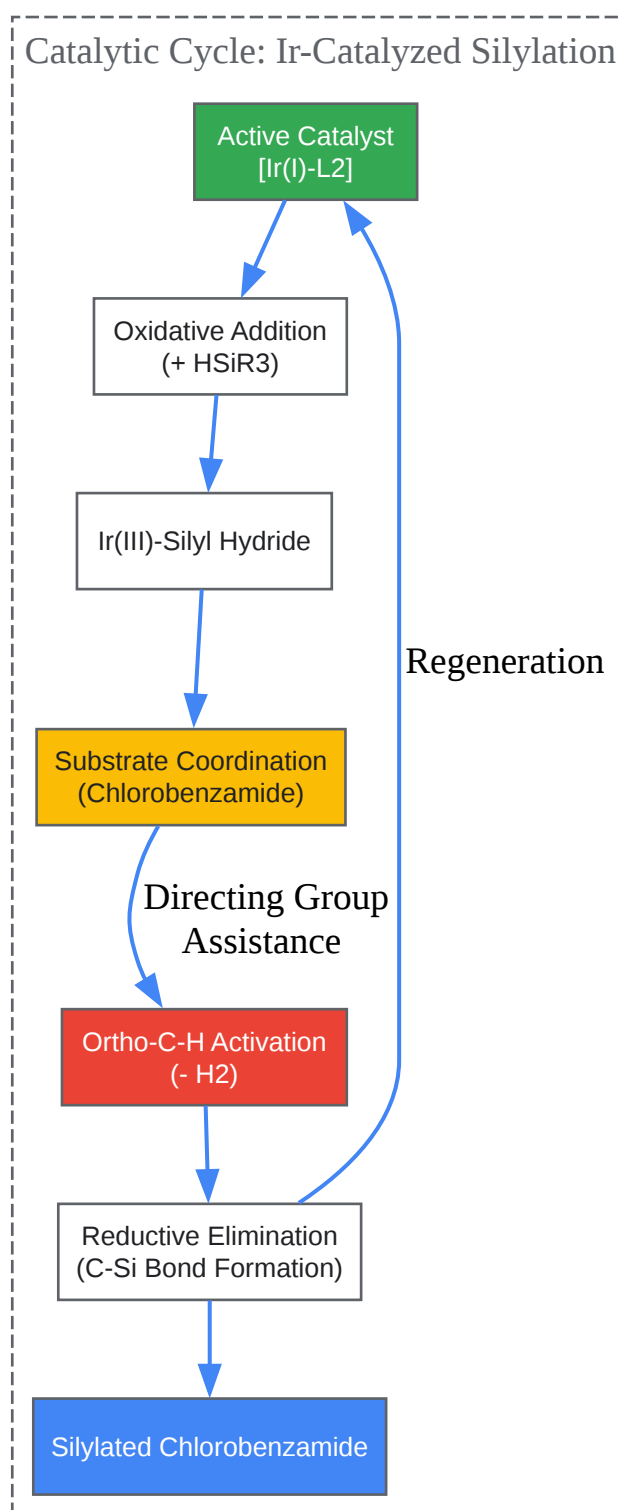 Catalytic Cycle: Ir-Catalyzed Silylation
Active Catalyst
[Ir(I)-L2]
Oxidative Addition
(+ HSiR3)
Ir(III)-Silyl Hydride
Regeneration
Substrate Coordination
(Chlorobenzamide)
Directing Group
Assistance
Ortho-C-H Activation
(- H2)
Reductive Elimination
(C-Si Bond Formation)
Silylated Chlorobenzamide